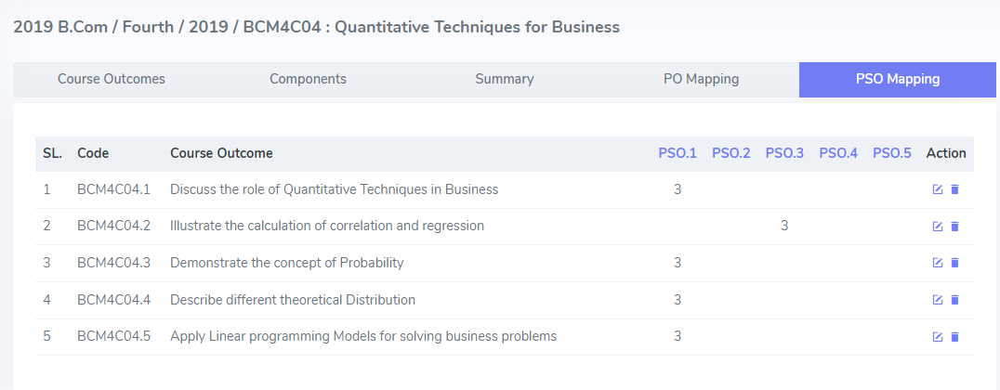 2019 B.Com / Fourth / 2019 / BCM4C04 : Quantitative Techniques for Business
Course Outcomes Components Summary PO Mapping PSO Mapping
SL. Code Course Outcome PSO.1 PSO.2 PSO.3 PSO.4 PSO.5 Action
1 BCM4C04.1 Discuss the role of Quantitative Techniques in Business 3
2 BCM4C04.2 Illustrate the calculation of correlation and regression 3
3 BCM4C04.3 Demonstrate the concept of Probability 3
4 BCM4C04.4 Describe different theoretical Distribution 3
5 BCM4C04.5 Apply Linear programming Models for solving business problems 3